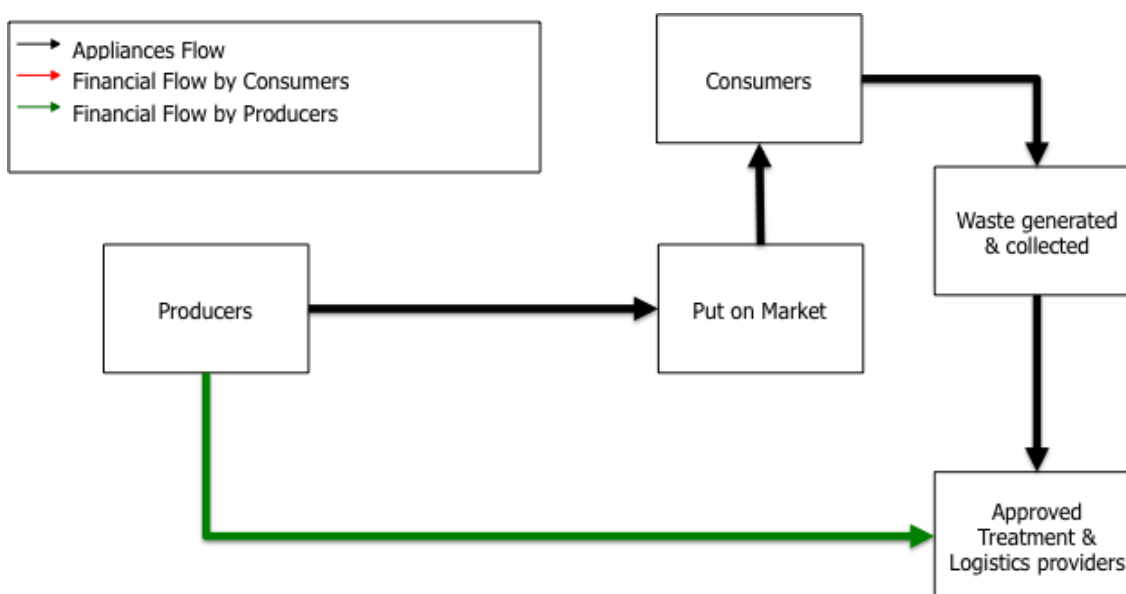 Appliances Flow
Financial Flow by Consumers
Financial Flow by Producers
Consumers
Waste generated
& collected
Producers
Put on Market
Approved
Treatment &
Logistics providers